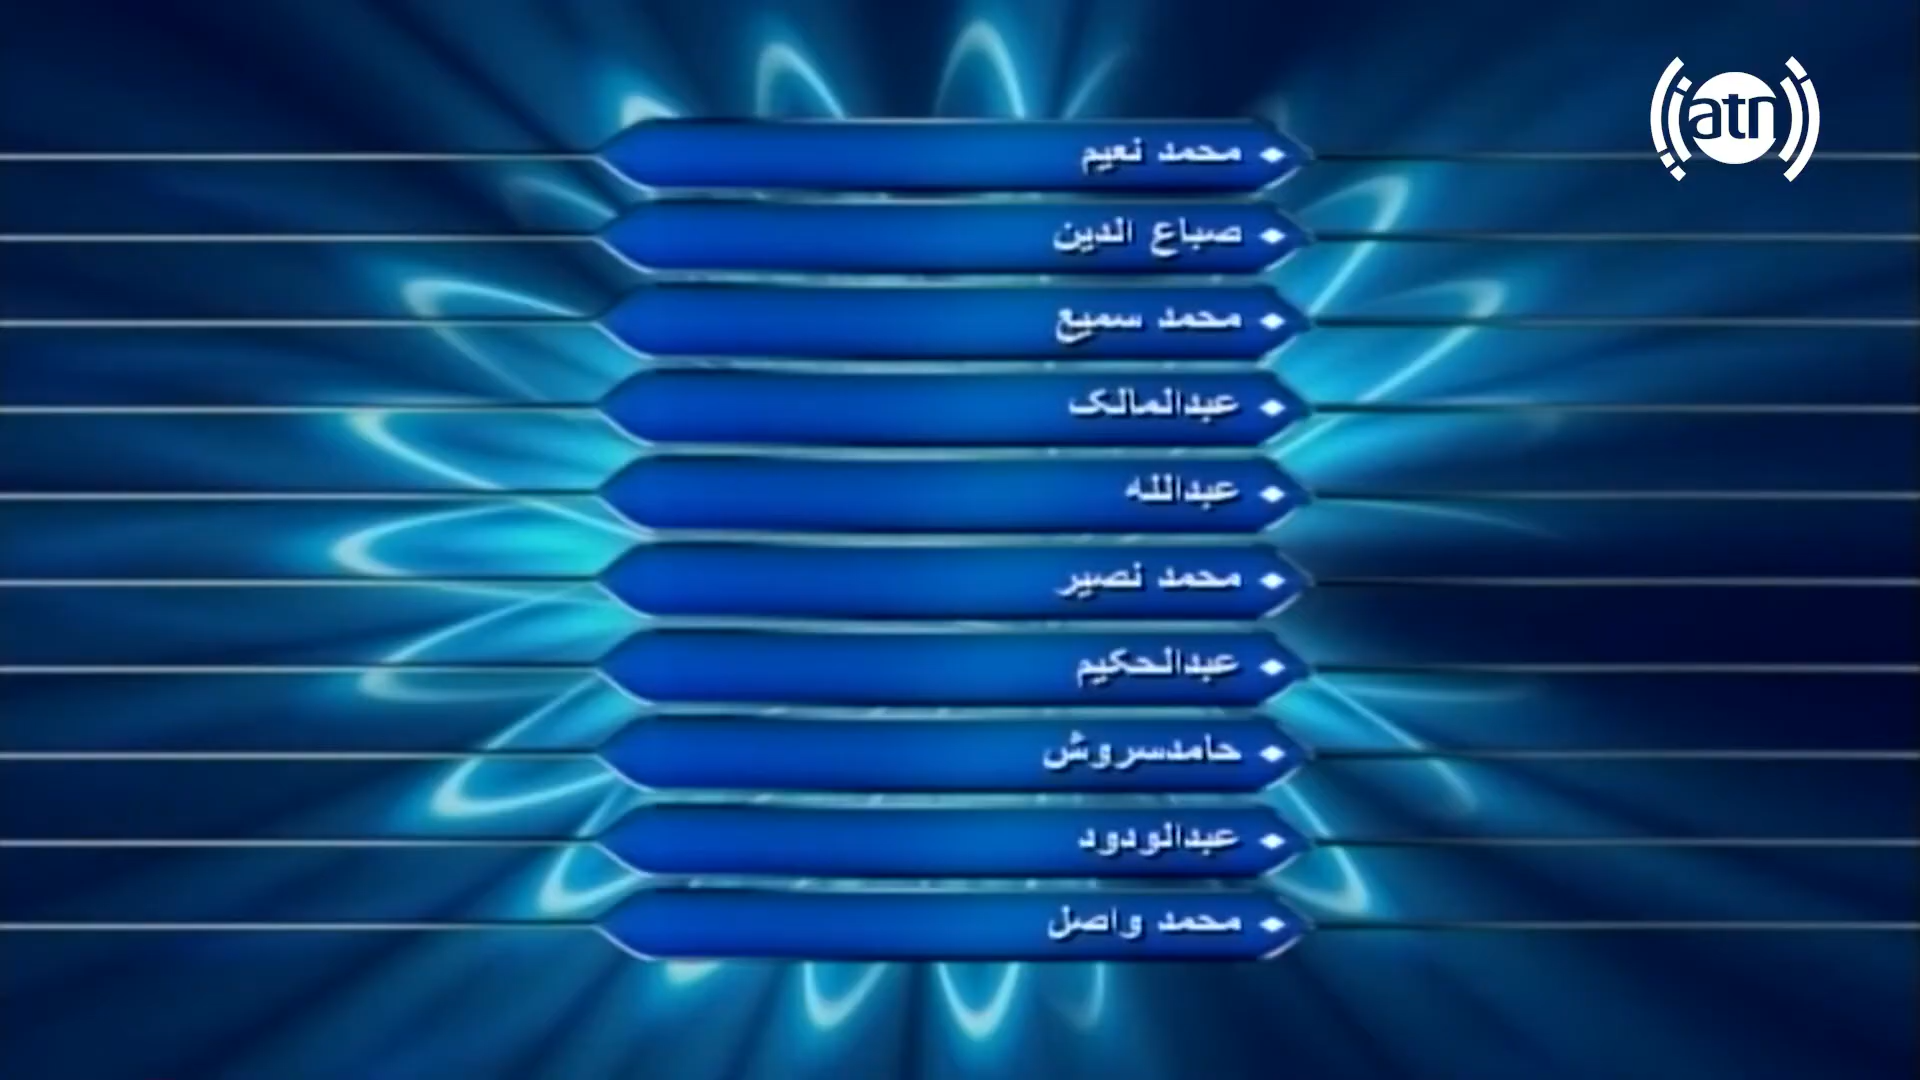 atn
محمد نعیم
صباع الدین
محمد سمیع
عبدالمالک
عبدالله
محمد نصیر
عبدالحکیم
حامدسروش
عبدالودود
محمد واصل